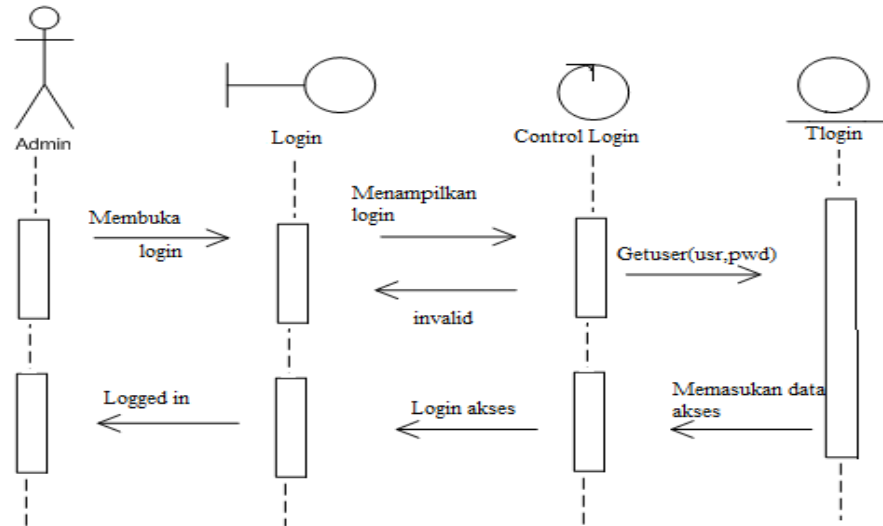 Admin
Login
Control Login
Tlogin
Membuka
login
Menampilkan
login
Getuser(usr,pwd)
invalid
Logged in
Login akses
Memasukan data
akses